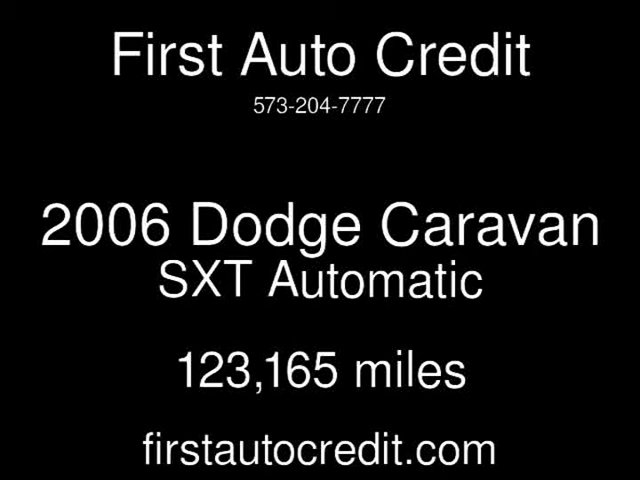 First Auto Credit
573-204-7777
2006 Dodge Caravan
SXT Automatic
123,165 miles
firstautocredit.com